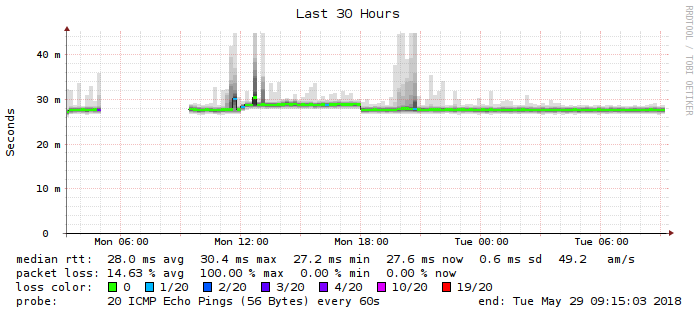 Last 30 Hours
RRDTOOL / TOBI OETIKER
Seconds
40 m
30 m
20 m
10 m
0
Mon 06:00 Mon 12:00 Mon 18:00 Tue 00:00 Tue 06:00
median rtt: 28.0 ms avg 30.4 ms max 27.2 ms min 27.6 ms now 0.6 ms sd 49.2 am/s
packet loss: 14.63 % avg 100.00 % max 0.00 % min 0.00 % now
loss color: 0 1/20 2/20 3/20 4/20 10/20 19/20
probe: 20 ICMP Echo Pings (56 Bytes) every 60s end: Tue May 29 09:15:03 2018